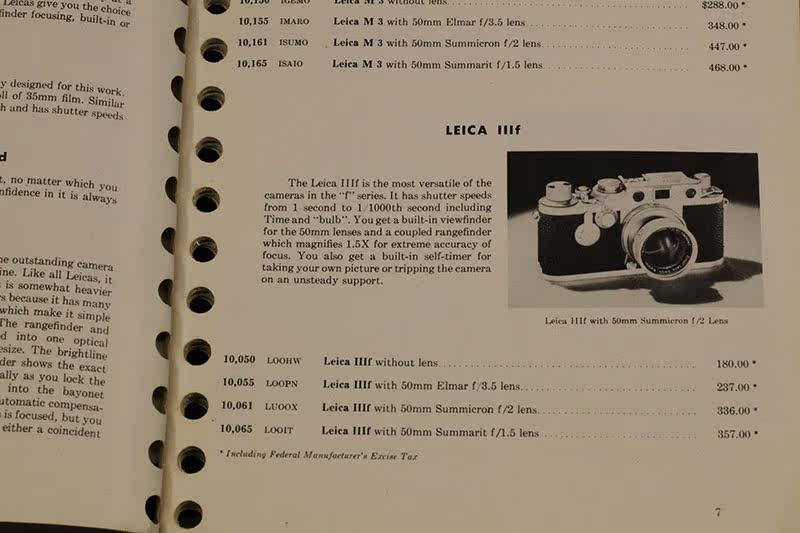 Leicas give you the choice
finder focusing, built-in or
y designed for this work.
ll of 35mm film. Similar
h and has shutter speeds
d
t, no matter which you
nfidence in it is always
he outstanding camera
ine. Like all Leicas, it
t is somewhat heavier
rs because it has many
which make it simple
The rangefinder and
d into one optical
esize. The brightline
der shows the exact
ally as you lock the
into the bayonet
utomatic compensa-
is focused, but you
either a coincident
10,150 IGEMO Leica M 3 without lens $288.00 *
10,155 IMARO Leica M 3 with 50mm Elmar f/3.5 lens 348.00 *
10,161 ISUMO Leica M 3 with 50mm Summicron f/2 lens 447.00 *
10,165 ISAIO Leica M 3 with 50mm Summarit f/1.5 lens 468.00 *
LEICA IIIf
The Leica IIIf is the most versatile of the
cameras in the "f" series. It has shutter speeds
from 1 second to 1/1000th second including
Time and "bulb". You get a built-in viewfinder
for the 50mm lenses and a coupled rangefinder
which magnifies 1.5X for extreme accuracy of
focus. You also get a built-in self-timer for
taking your own picture or tripping the camera
on an unsteady support.
Leica IIIf with 50mm Summicron f/2 Lens
10,050 LOOHW Leica IIIf without lens 180.00 *
10,055 LOOPN Leica IIIf with 50mm Elmar f/3.5 lens 237.00 *
10,061 LUOOX Leica IIIf with 50mm Summicron f/2 lens 336.00 *
10,065 LOOIT Leica IIIf with 50mm Summarit f/1.5 lens 357.00 *
* Including Federal Manufacturer's Excise Tax
7